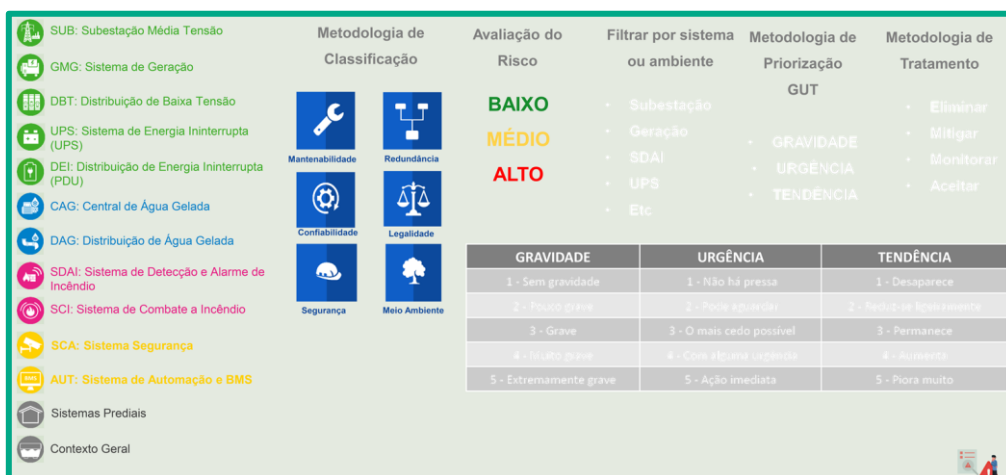 SUB: Subestação Média Tensão
GMG: Sistema de Geração
DBT: Distribuição de Baixa Tensão
UPS: Sistema de Energia Ininterrupta
(UPS)
DEI: Distribuição de Energia Ininterrupta
(PDU)
CAG: Central de Água Gelada
DAG: Distribuição de Água Gelada
SDAI: Sistema de Detecção e Alarme de
Incêndio
SCI: Sistema de Combate a Incêndio
SCA: Sistema Segurança
BMS
AUT: Sistema de Automação e BMS
Sistemas Prediais
Contexto Geral
Metodologia de
Classificação
Mantenabilidade
Redundância
Confiabilidade
Legalidade
Segurança
Meio Ambiente
Avaliação do
Risco
BAIXO
MÉDIO
ALTO
Filtrar por sistema
ou ambiente
• Subestação
• Geração
• SDAI
• UPS
• Etc
Metodologia de
Priorização
GUT
• GRAVIDADE
• URGÊNCIA
• TENDÊNCIA
Metodologia de
Tratamento
• Eliminar
• Mitigar
• Monitorar
• Aceitar
GRAVIDADE URGÊNCIA TENDÊNCIA
1 - Sem gravidade 1 - Não há pressa 1 - Desaparece
2 - Pouco grave 2 - Pode aguardar 2 - Reduz-se ligeiramente
3 - Grave 3 - O mais cedo possível 3 - Permanece
4 - Muito grave 4 - Com alguma urgência 4 - Aumenta
5 - Extremamente grave 5 - Ação imediata 5 - Piora muito